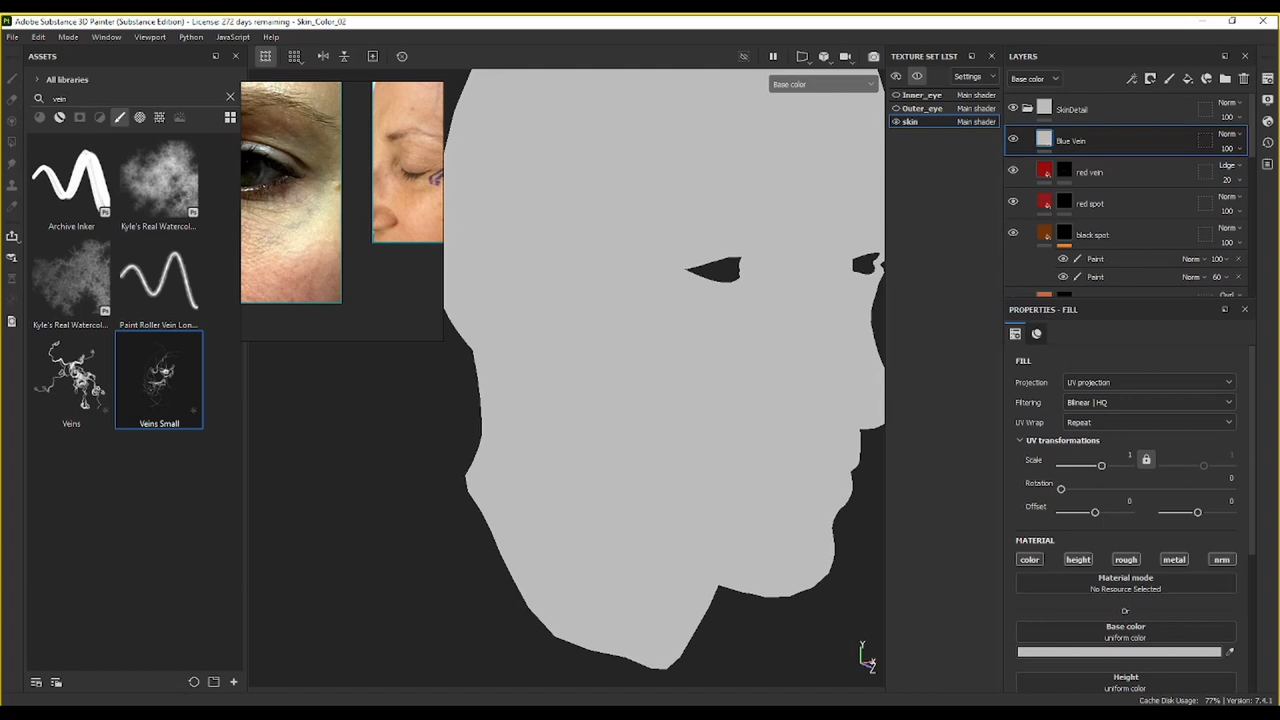 Pt Adobe Substance 3D Painter (Substance Edition) - License: 272 days remaining - Skin_Color_02
File Edit Mode Window Viewport Python JavaScript Help
ASSETS
All libraries
vein
Archive Inker
Kyle's Real Watercol...
Kyle's Real Watercol...
Paint Roller Vein Lon...
Veins
Veins Small
Ps
Ps
Ps
Base color
Y
Z
TEXTURE SET LIST
Settings
Inner_eye Main shader
Outer_eye Main shader
skin Main shader
LAYERS
Base color
SkinDetail Norm 100
Blue Vein Norm 100
red vein Ldge 20
red spot Norm 100
black spot Norm 100
Paint Norm 100
Paint Norm 60
PROPERTIES - FILL
FILL
Projection UV projection
Filtering Bilinear | HQ
UV Wrap Repeat
UV transformations
Scale 1 1
Rotation 0
Offset 0 0
MATERIAL
color height rough metal nrm
Material mode
No Resource Selected
Or
Base color
uniform color
Height
uniform color
Cache Disk Usage: 77% | Version: 7.4.1